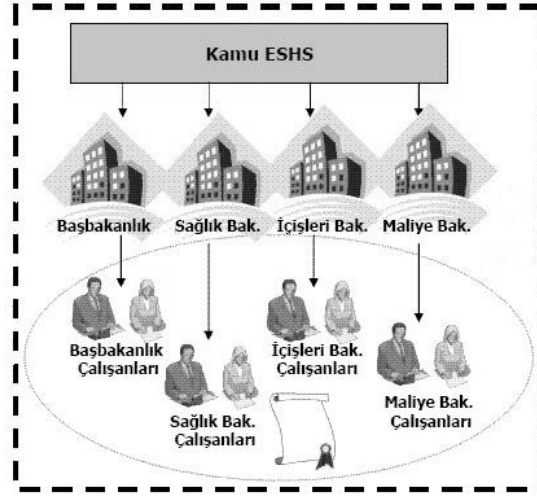 Kamu ESHS
Başbakanlık
Sağlık Bak.
İçişleri Bak.
Maliye Bak.
Başbakanlık
Çalışanları
İçişleri Bak.
Çalışanları
Sağlık Bak.
Çalışanları
Maliye Bak.
Çalışanları